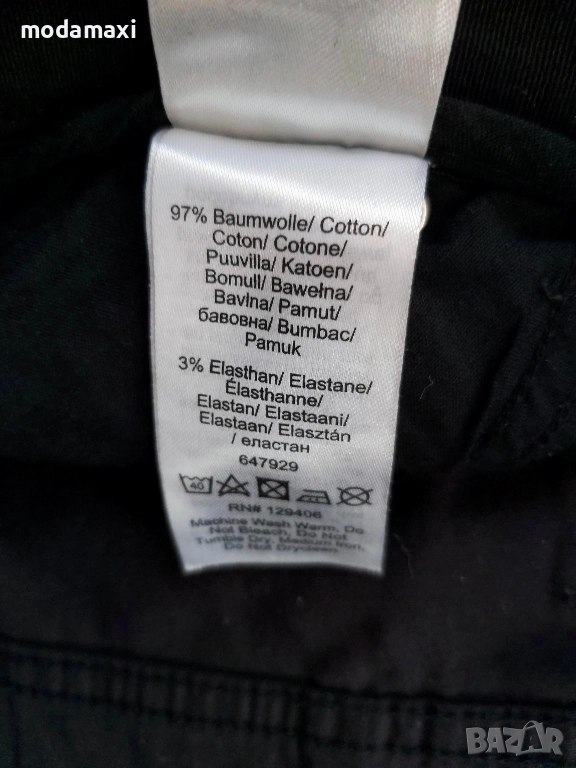 modamaxi
97% Baumwolle/ Cotton/
Coton/ Cotone/
Puuvilla/ Katoen/
Bomull/ Bawełna/
Bavlna/ Pamut/
бавовна/ Bumbac/
Pamuk
3% Elasthan/ Elastane/
Élasthanne/
Elastan/ Elastaani/
Elastaan/ Elasztán
/ еластан
647929
40
RN# 129406
Machine Wash Warm, Do
Not Bleach, Do Not
Tumble Dry, Medium Iron,
Do Not Dryclean
BAZAR